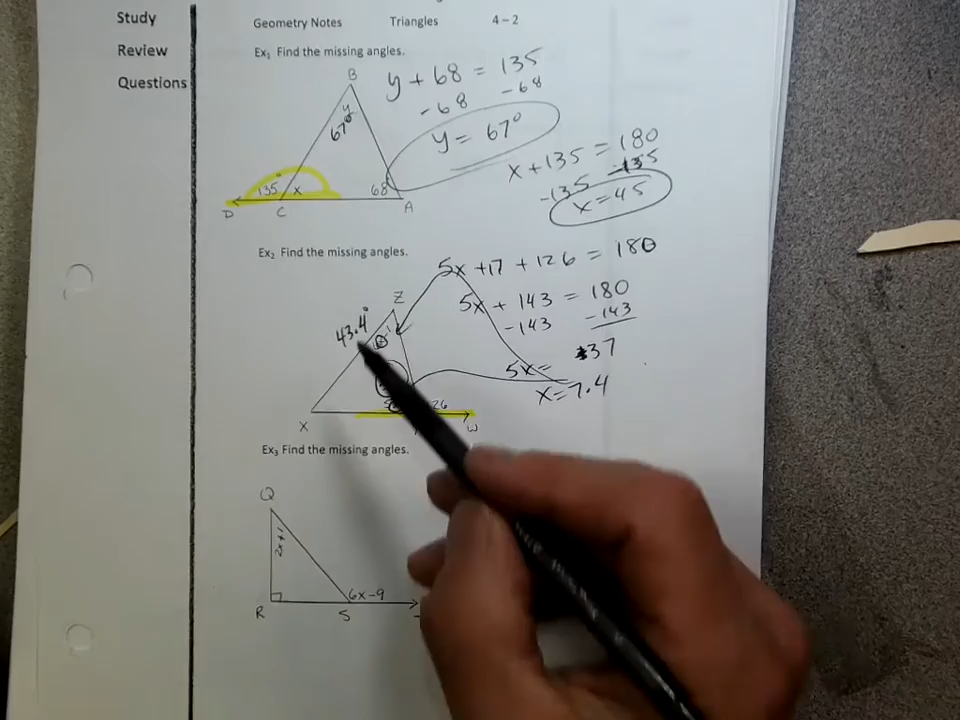 Study
Review
Questions
Geometry Notes Triangles 4 – 2
Ex1 Find the missing angles.
B
y
67°
135° x
68
D C A
y + 68 = 135
-68 -68
y = 67°
x + 135 = 180
-135 -135
x = 45
Ex2 Find the missing angles.
5x + 17 + 126 = 180
5x + 143 = 180
-143 -143
5x = 37
x = 7.4
Z
43.4°
X
26
W
Ex3 Find the missing angles.
Q
R
S
6x-9